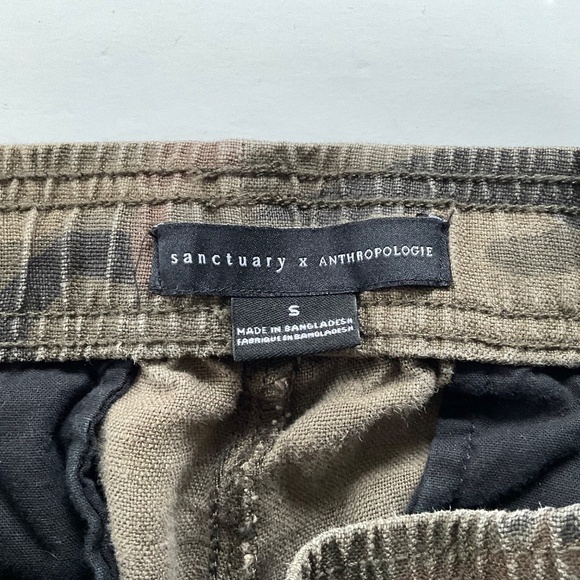 sanctuary x ANTHROPOLOGIE
S
MADE IN BANGLADESH
FABRIQUE EN BANGLADESH